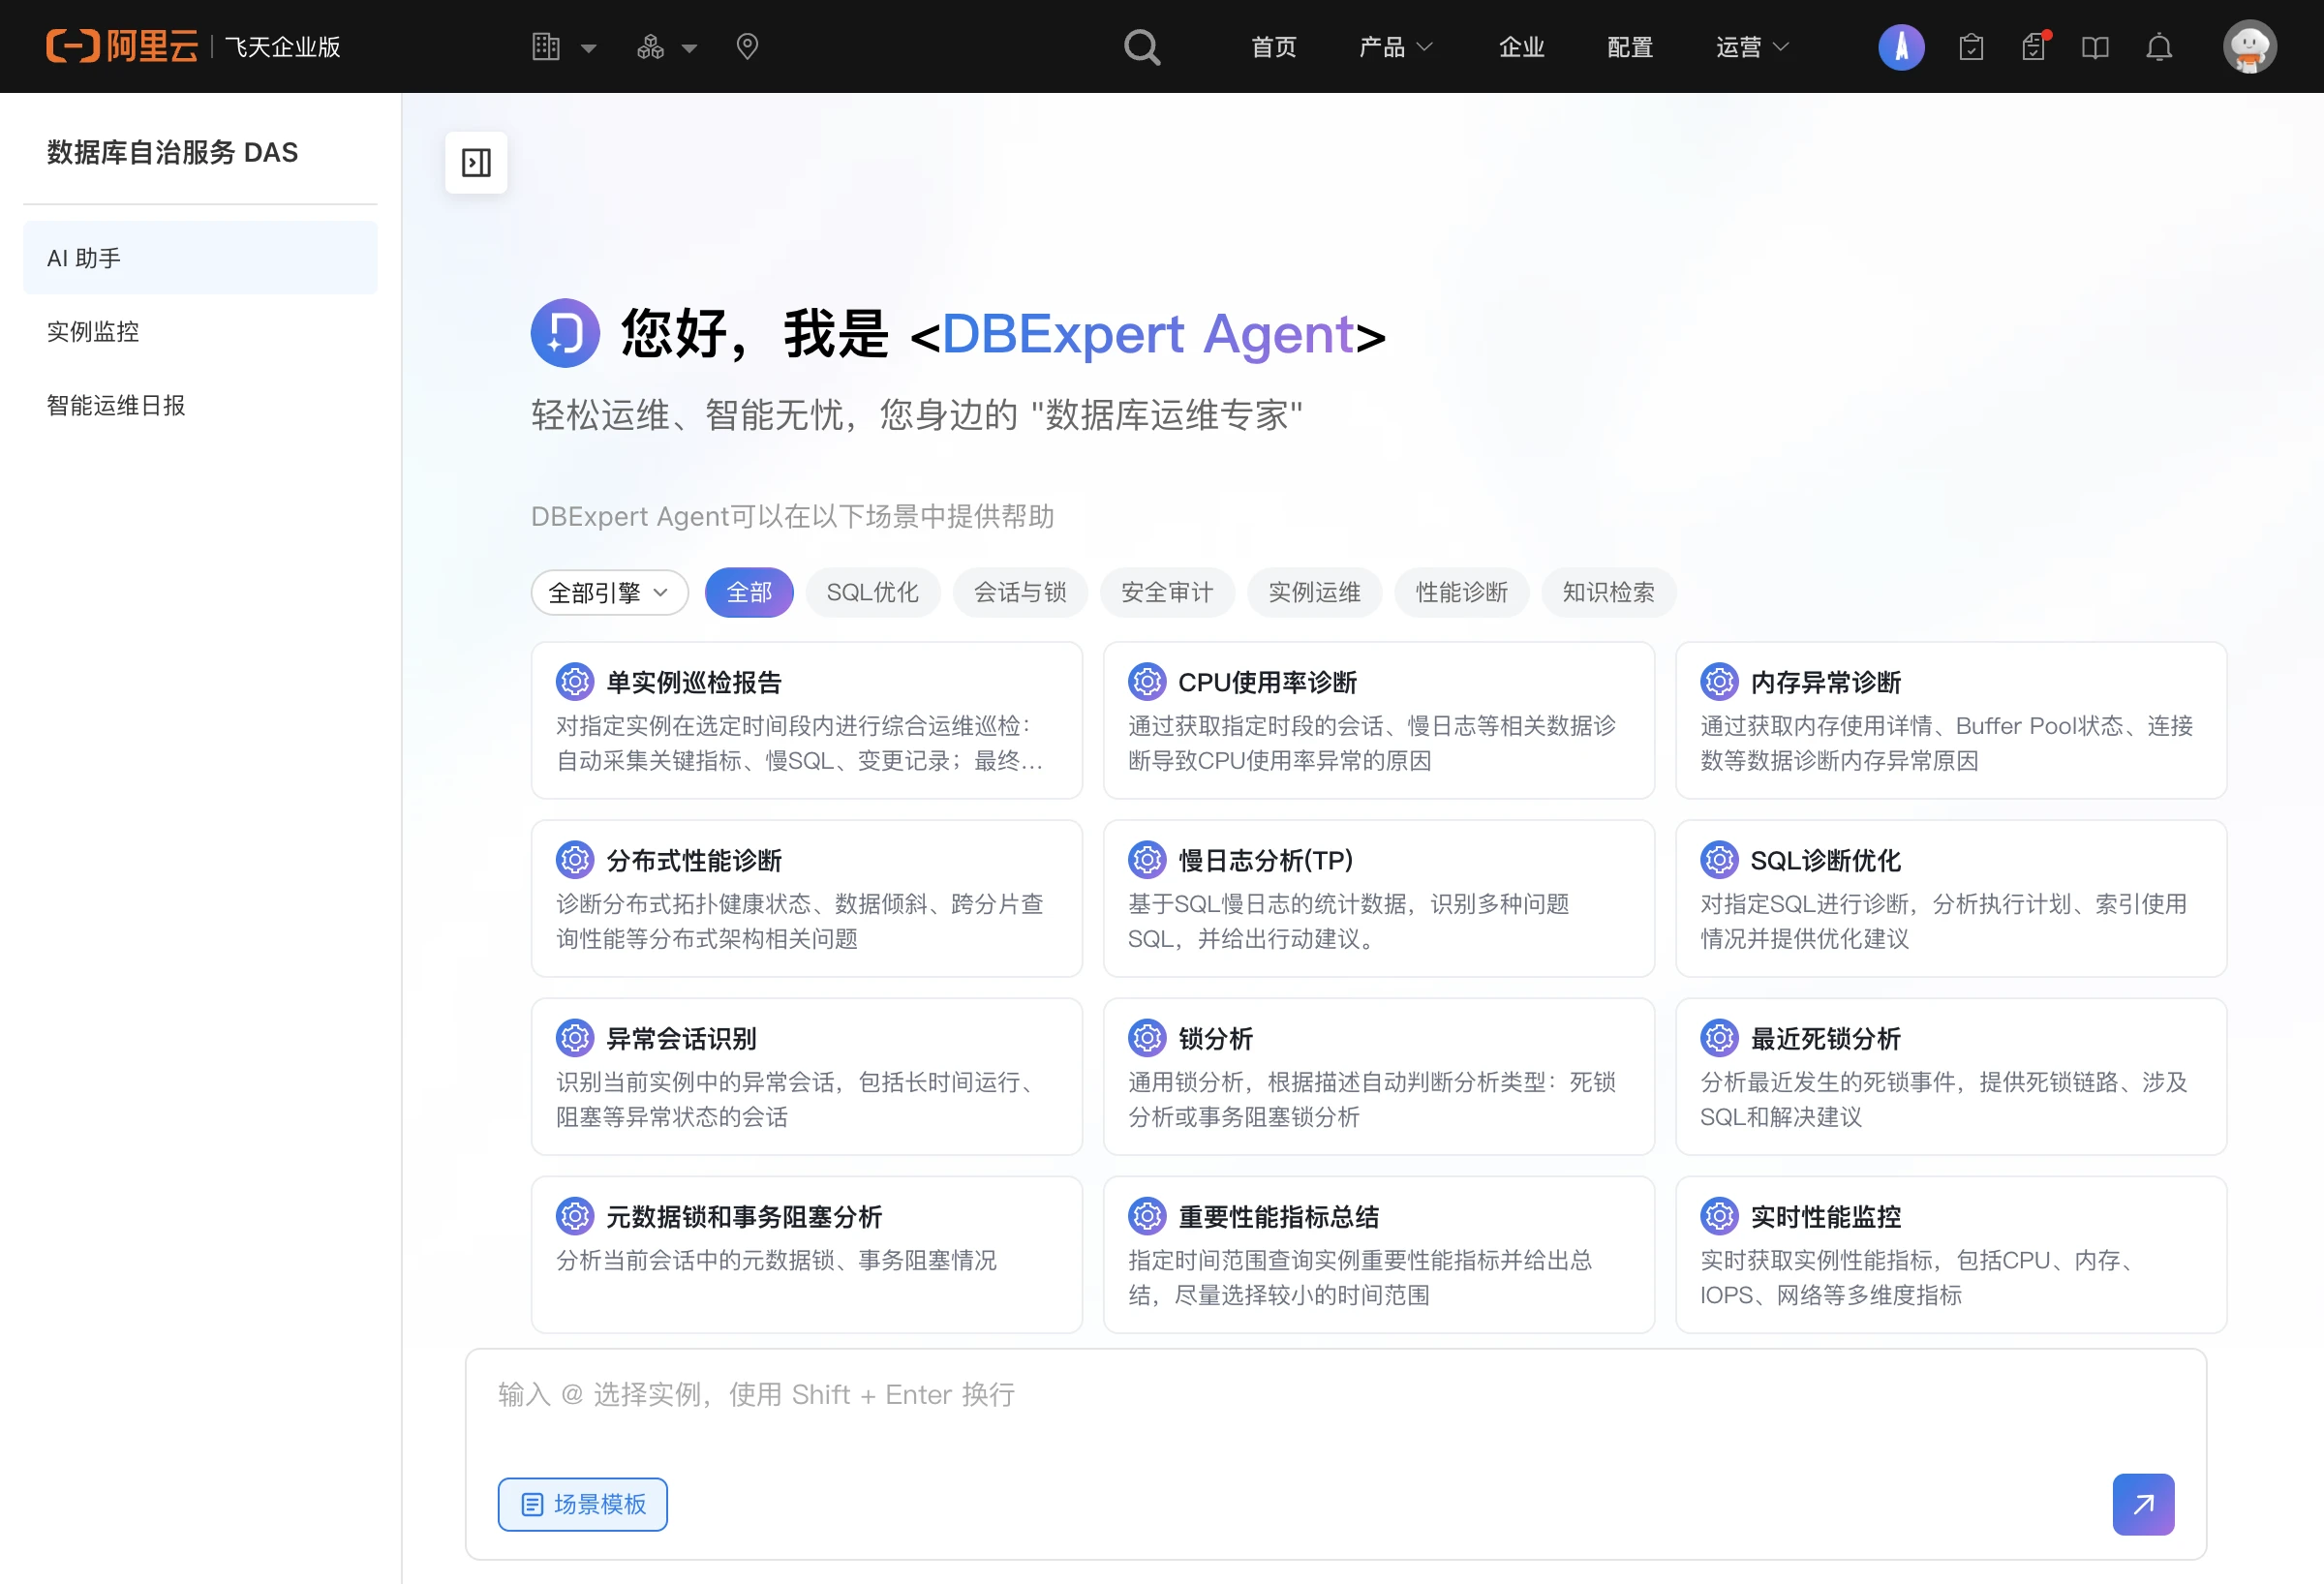 阿里云 飞天企业版
首页 产品 企业 配置 运营
数据库自治服务 DAS
AI 助手
实例监控
智能运维日报
您好，我是 <DBExpert Agent>
轻松运维、智能无忧，您身边的 "数据库运维专家"
DBExpert Agent可以在以下场景中提供帮助
全部引擎 全部 SQL优化 会话与锁 安全审计 实例运维 性能诊断 知识检索
单实例巡检报告
对指定实例在选定时间段内进行综合运维巡检：
自动采集关键指标、慢SQL、变更记录；最终...
CPU使用率诊断
通过获取指定时段的会话、慢日志等相关数据诊
断导致CPU使用率异常的原因
内存异常诊断
通过获取内存使用详情、Buffer Pool状态、连接
数等数据诊断内存异常原因
分布式性能诊断
诊断分布式拓扑健康状态、数据倾斜、跨分片查
询性能等分布式架构相关问题
慢日志分析(TP)
基于SQL慢日志的统计数据，识别多种问题
SQL，并给出行动建议。
SQL诊断优化
对指定SQL进行诊断，分析执行计划、索引使用
情况并提供优化建议
异常会话识别
识别当前实例中的异常会话，包括长时间运行、
阻塞等异常状态的会话
锁分析
通用锁分析，根据描述自动判断分析类型：死锁
分析或事务阻塞锁分析
最近死锁分析
分析最近发生的死锁事件，提供死锁链路、涉及
SQL和解决建议
元数据锁和事务阻塞分析
分析当前会话中的元数据锁、事务阻塞情况
重要性能指标总结
指定时间范围查询实例重要性能指标并给出总
结，尽量选择较小的时间范围
实时性能监控
实时获取实例性能指标，包括CPU、内存、
IOPS、网络等多维度指标
输入 @ 选择实例，使用 Shift + Enter 换行
场景模板